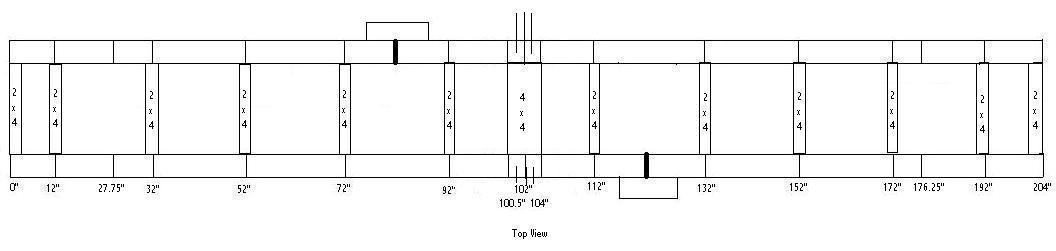 2 x 4 2 x 4 2 x 4 2 x 4 2 x 4 2 x 4 4 x 4 2 x 4 2 x 4 2 x 4 2 x 4 2 x 4 2 x 4
0" 12" 27.75" 32" 52" 72" 92" 102" 112" 132" 152" 172" 176.25" 192" 204"
100.5" 104"
Top View